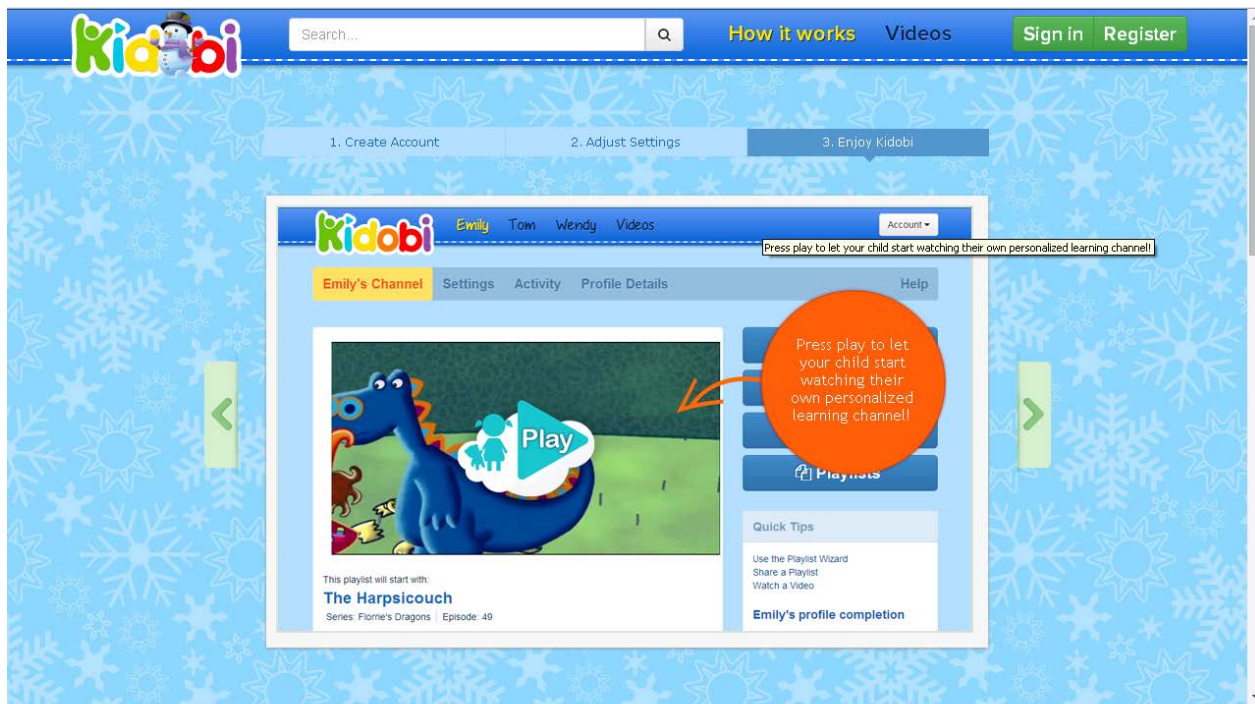 Kidobi
Search...
How it works
Videos
Sign in
Register
1. Create Account
2. Adjust Settings
3. Enjoy Kidobi
Kidobi
Emily
Tom
Wendy
Videos
Account
Press play to let your child start watching their own personalized learning channel!
Emily's Channel
Settings
Activity
Profile Details
Help
Press play to let
your child start
watching their
own personalized
learning channel!
Play
Playlists
Quick Tips
Use the Playlist Wizard
Share a Playlist
Watch a Video
Emily's profile completion
This playlist will start with:
The Harpsicouch
Series: Florrie's Dragons
Episode: 49